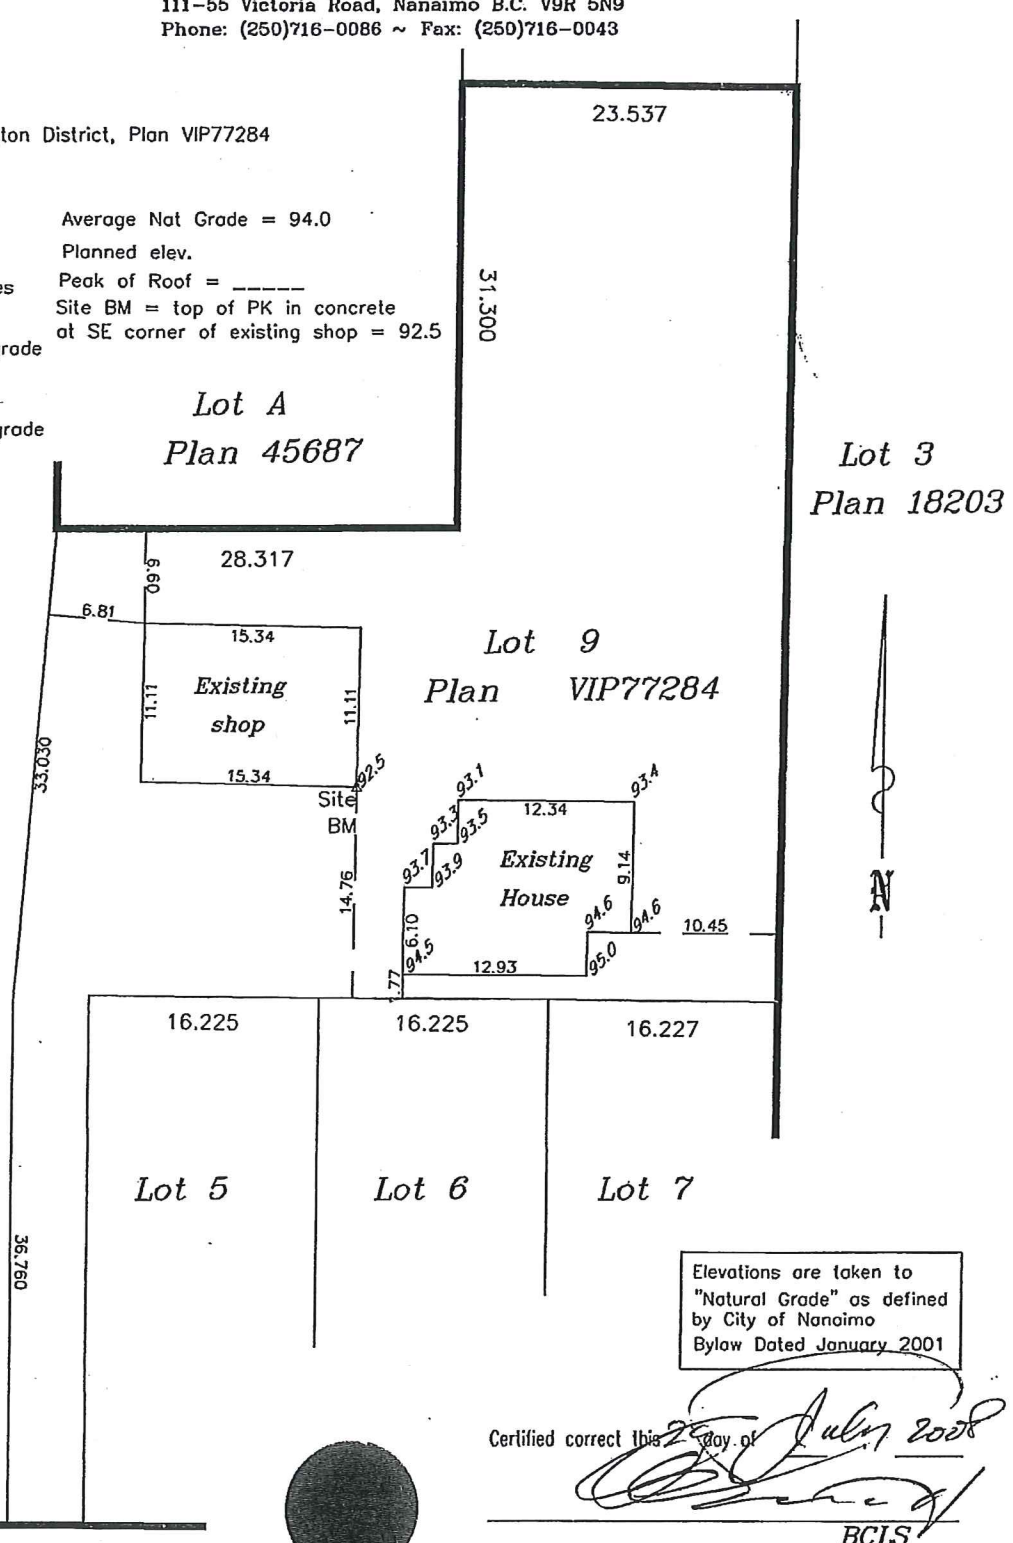 111-55 Victoria Road, Nanaimo B.C. V9R 5N9
Phone: (250)716-0086 ~ Fax: (250)716-0043
23.537
ton District, Plan VIP77284
Average Nat Grade = 94.0
Planned elev.
Peak of Roof = _____
Site BM = top of PK in concrete
at SE corner of existing shop = 92.5
es
rade
grade
31.300
Lot A
Plan 45687
Lot 3
Plan 18203
28.317
6.60
6.81
15.34
Existing
shop
11.11
11.11
15.34
33.030
Lot 9
Plan VIP77284
92.5
Site
BM
14.76
93.1
93.4
12.34
93.3
93.5
93.7
93.9
Existing
House
9.14
6.10
94.6
94.6
10.45
94.5
12.93
95.0
.77
N
16.225
16.225
16.227
Lot 5
Lot 6
Lot 7
36.760
Elevations are taken to
"Natural Grade" as defined
by City of Nanaimo
Bylaw Dated January 2001
Certified correct this 29 day of July 2008
BCLS